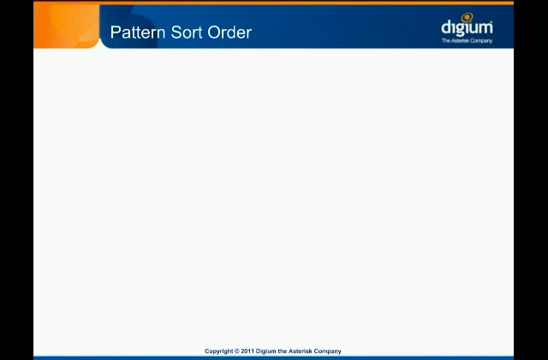 Pattern Sort Order
digium
The Asterisk Company
Copyright © 2011 Digium the Asterisk Company